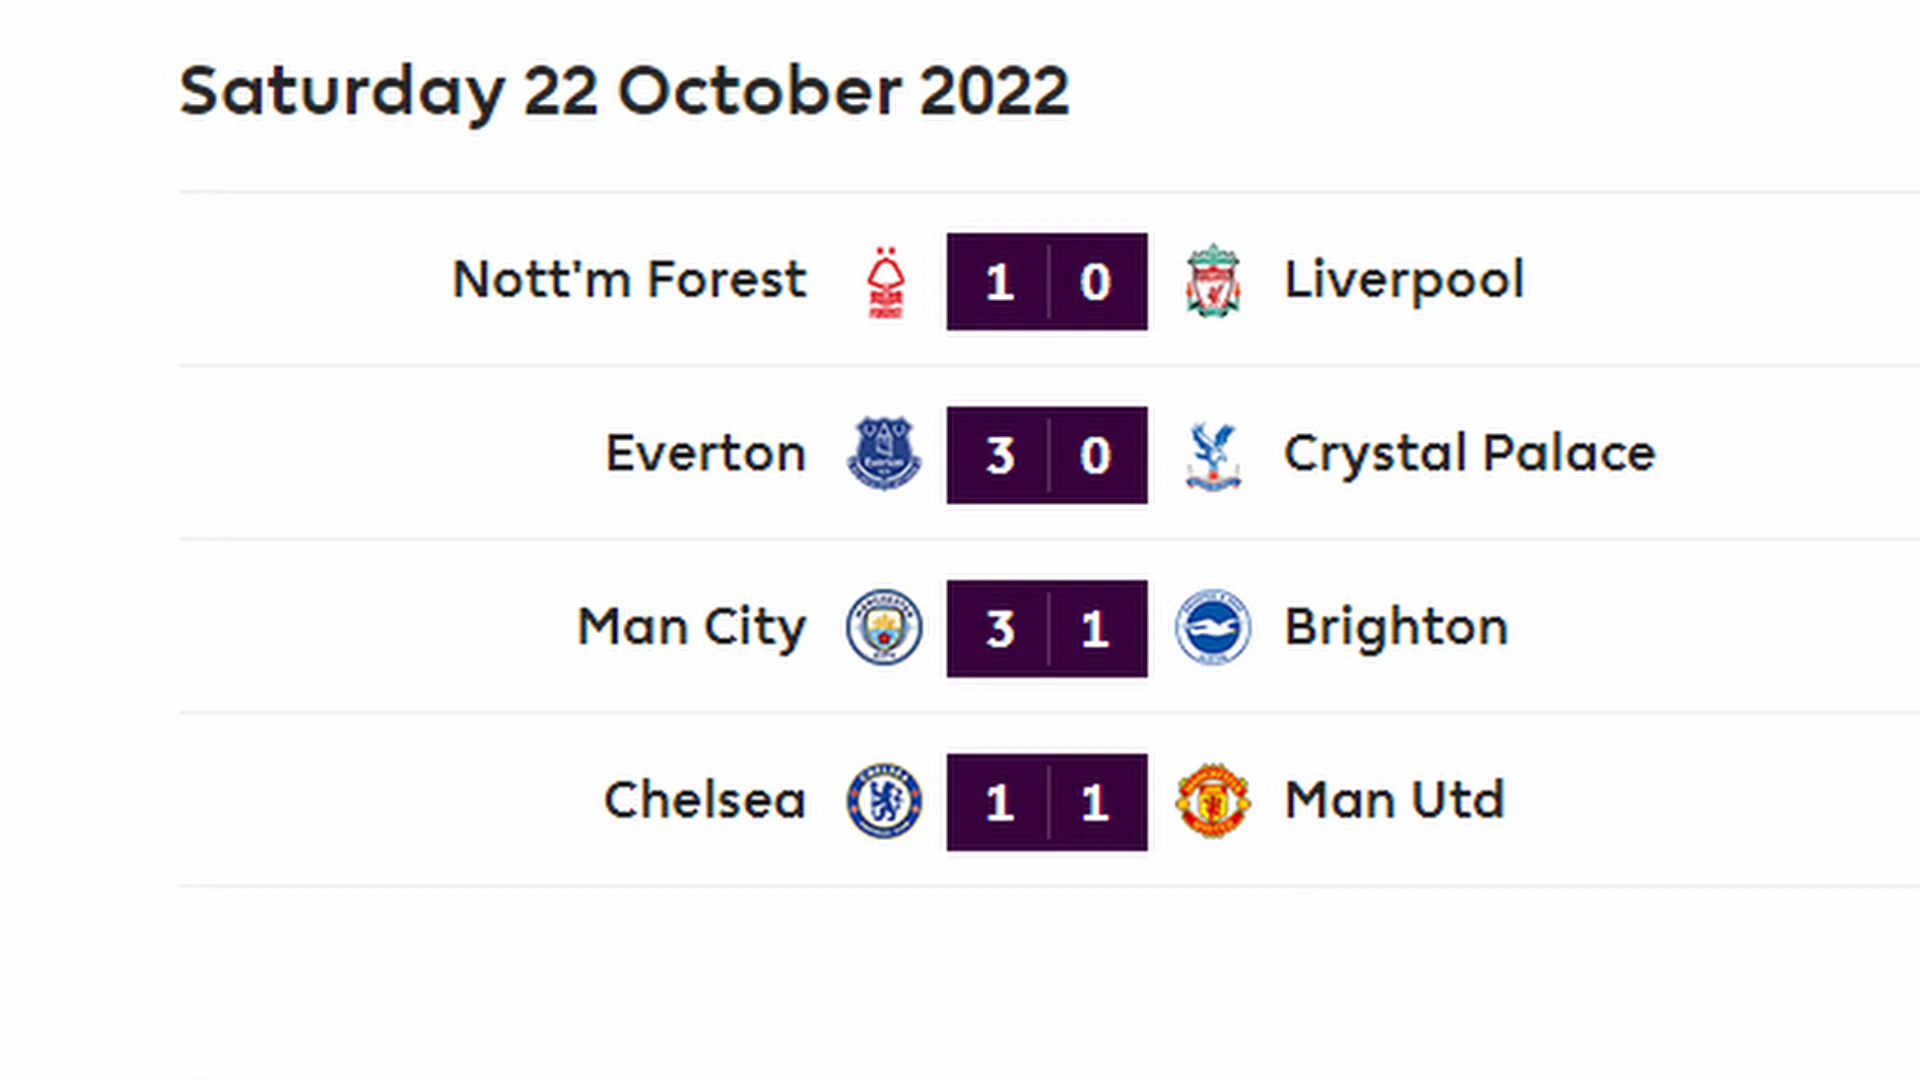 Saturday 22 October 2022
Nott'm Forest 1 0 Liverpool
Everton 3 0 Crystal Palace
Man City 3 1 Brighton
Chelsea 1 1 Man Utd